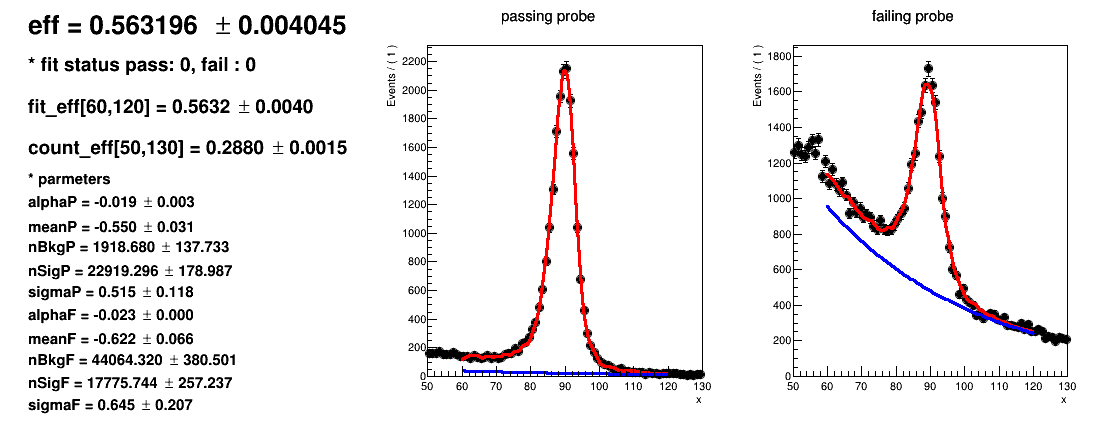 eff = 0.563196 ± 0.004045
* fit status pass: 0, fail : 0
fit_eff[60,120] = 0.5632 ± 0.0040
count_eff[50,130] = 0.2880 ± 0.0015
* parmeters
alphaP = -0.019 ± 0.003
meanP = -0.550 ± 0.031
nBkgP = 1918.680 ± 137.733
nSigP = 22919.296 ± 178.987
sigmaP = 0.515 ± 0.118
alphaF = -0.023 ± 0.000
meanF = -0.622 ± 0.066
nBkgF = 44064.320 ± 380.501
nSigF = 17775.744 ± 257.237
sigmaF = 0.645 ± 0.207
passing probe
Events / ( 1 )
2200
2000
1800
1600
1400
1200
1000
800
600
400
200
0
50 60 70 80 90 100 110 120 130
x
failing probe
Events / ( 1 )
1800
1600
1400
1200
1000
800
600
400
200
0
50 60 70 80 90 100 110 120 130
x